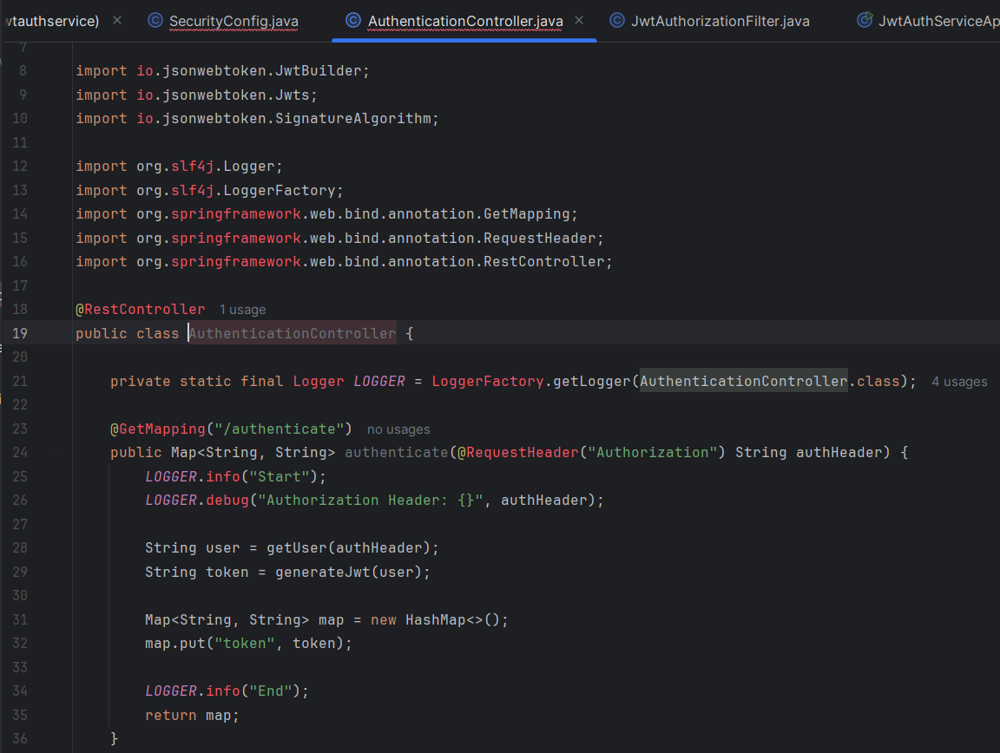 wtauthservice) × SecurityConfig.java AuthenticationController.java × JwtAuthorizationFilter.java JwtAuthServiceAp
7
8 import io.jsonwebtoken.JwtBuilder;
9 import io.jsonwebtoken.Jwts;
10 import io.jsonwebtoken.SignatureAlgorithm;
11
12 import org.slf4j.Logger;
13 import org.slf4j.LoggerFactory;
14 import org.springframework.web.bind.annotation.GetMapping;
15 import org.springframework.web.bind.annotation.RequestHeader;
16 import org.springframework.web.bind.annotation.RestController;
17
18 @RestController 1 usage
19 public class AuthenticationController {
20
21 private static final Logger LOGGER = LoggerFactory.getLogger(AuthenticationController.class); 4 usages
22
23 @GetMapping("/authenticate") no usages
24 public Map<String, String> authenticate(@RequestHeader("Authorization") String authHeader) {
25 LOGGER.info("Start");
26 LOGGER.debug("Authorization Header: {}", authHeader);
27
28 String user = getUser(authHeader);
29 String token = generateJwt(user);
30
31 Map<String, String> map = new HashMap<>();
32 map.put("token", token);
33
34 LOGGER.info("End");
35 return map;
36 }